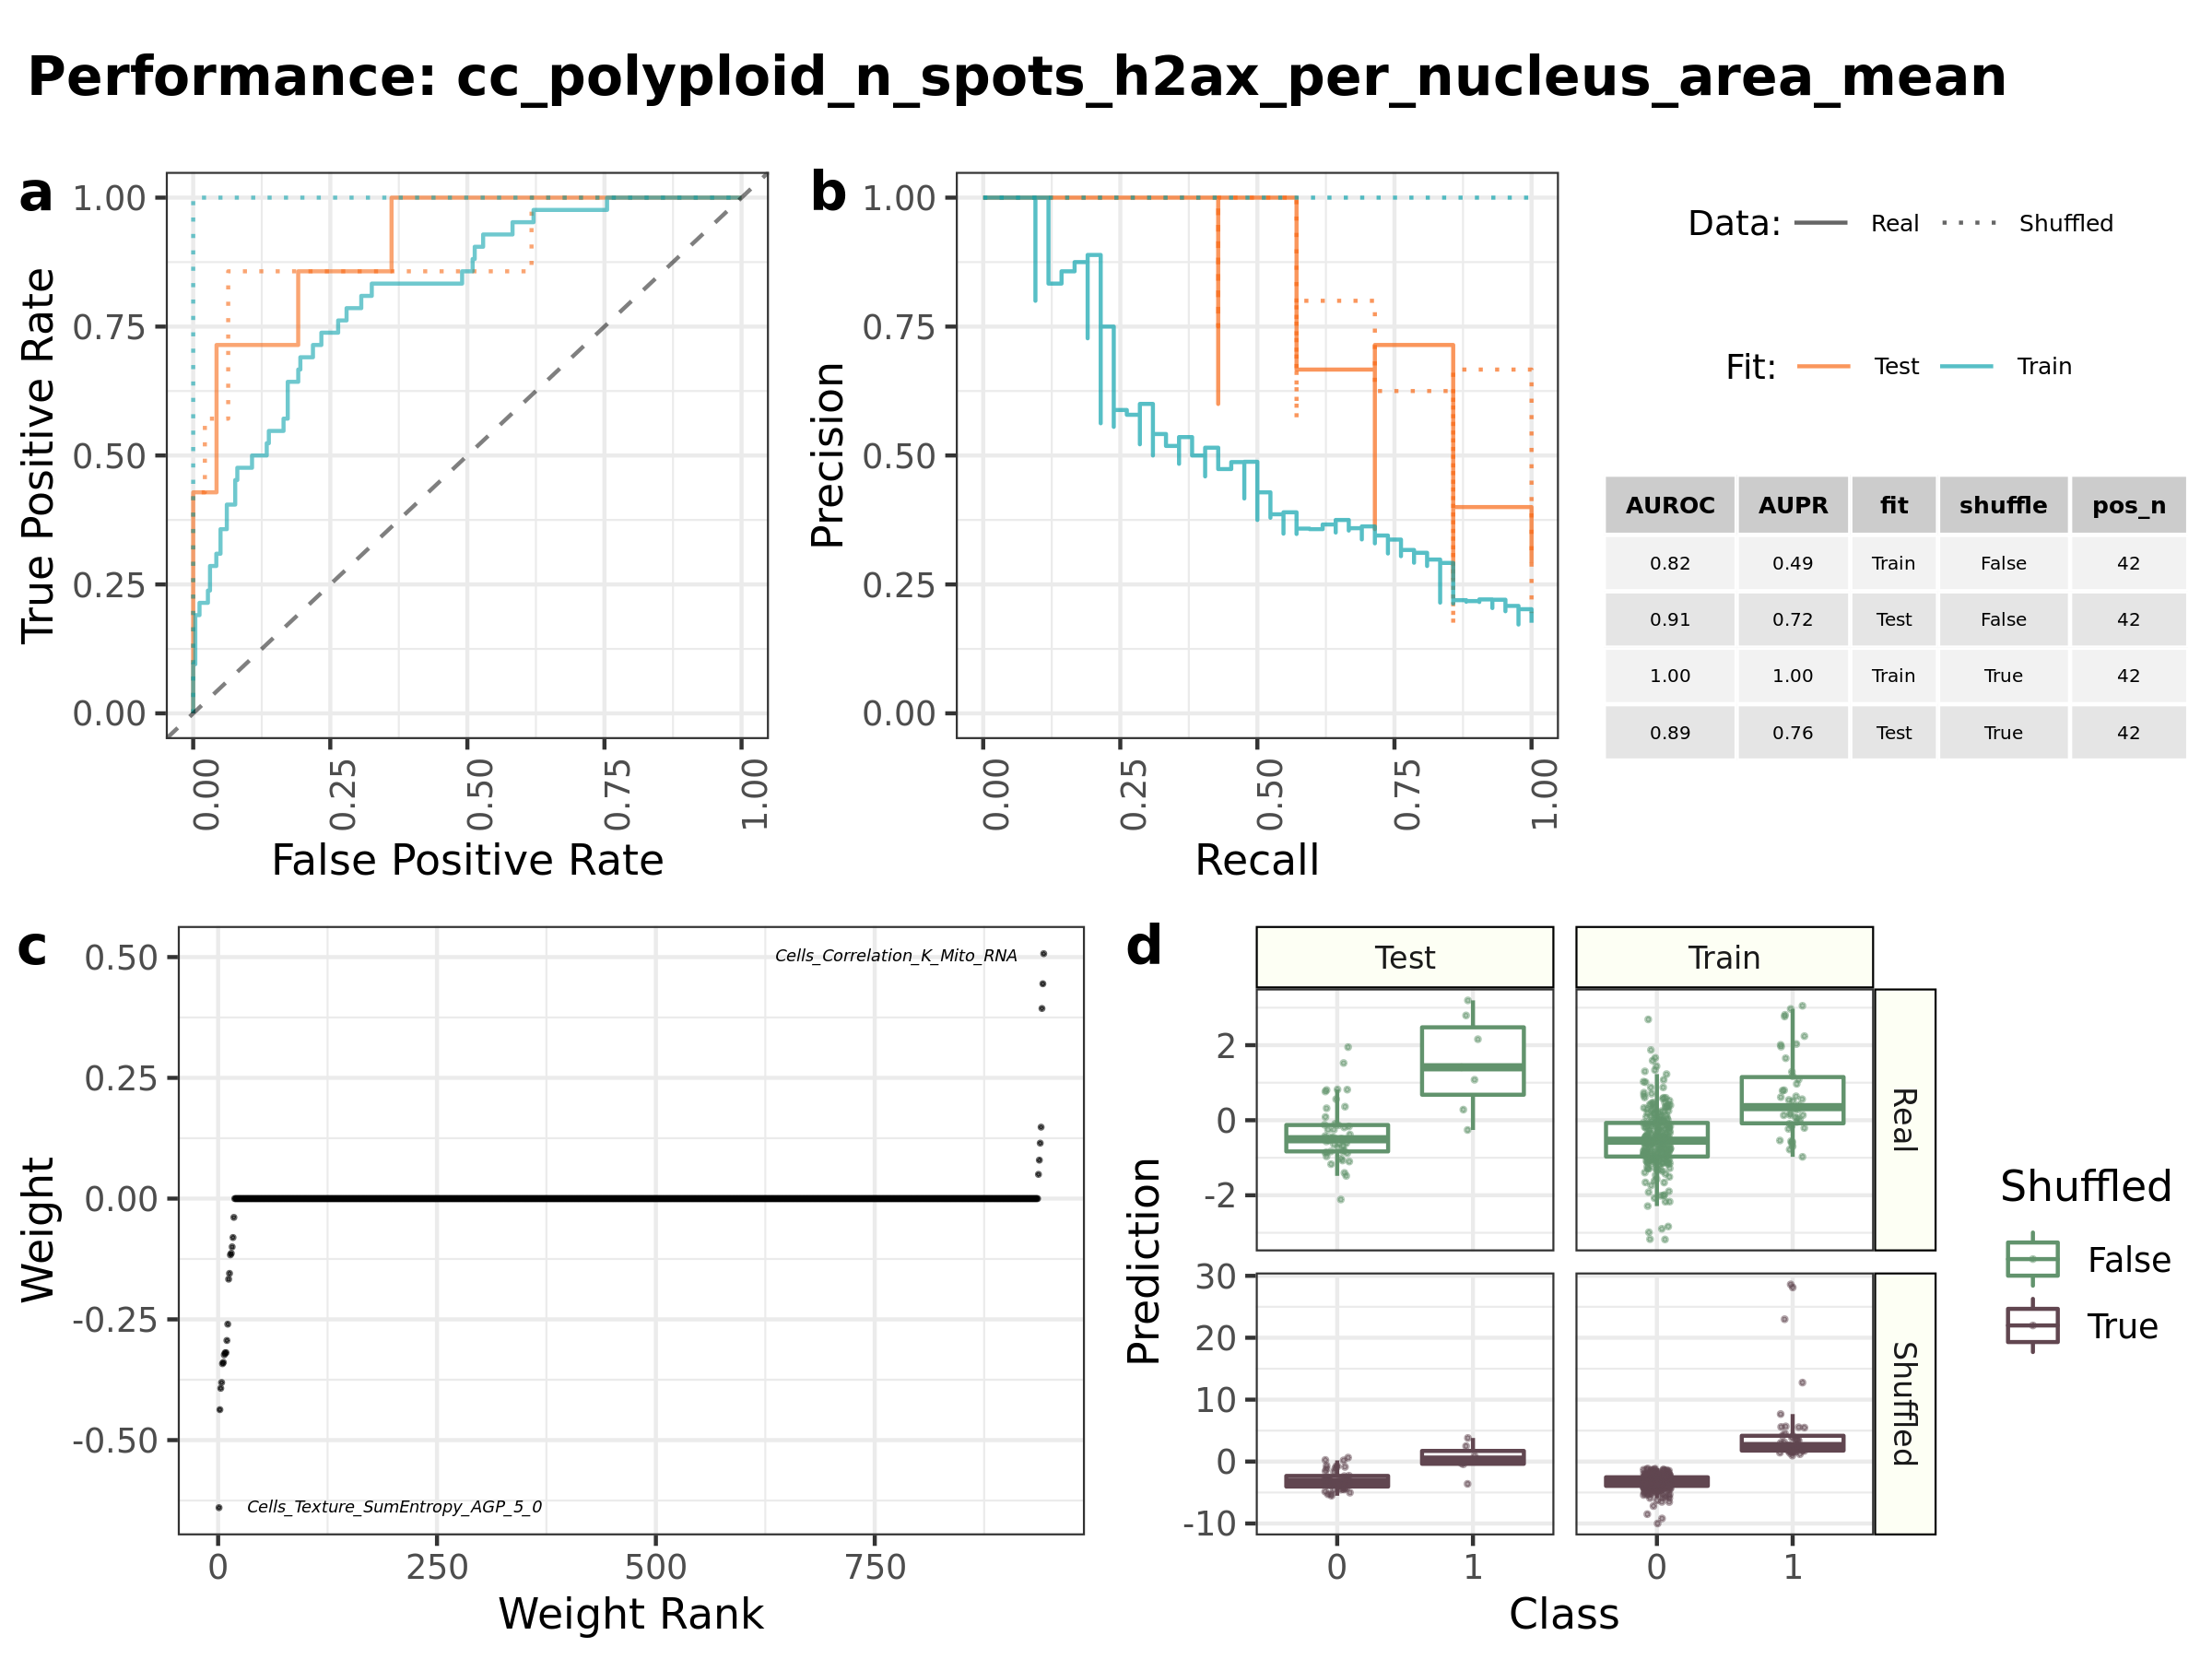 Performance: cc_polyploid_n_spots_h2ax_per_nucleus_area_mean
a
1.00
0.75
0.50
0.25
0.00
True Positive Rate
0.00
0.25
0.50
0.75
1.00
False Positive Rate
b
1.00
0.75
0.50
0.25
0.00
Precision
0.00
0.25
0.50
0.75
1.00
Recall
Data: Real Shuffled
Fit: Test Train
AUROC AUPR fit shuffle pos_n
0.82 0.49 Train False 42
0.91 0.72 Test False 42
1.00 1.00 Train True 42
0.89 0.76 Test True 42
c
0.50
0.25
0.00
-0.25
-0.50
Weight
Cells_Correlation_K_Mito_RNA
Cells_Texture_SumEntropy_AGP_5_0
0 250 500 750
Weight Rank
d
Test Train
2
0
-2
Real
30
20
10
0
-10
Shuffled
Prediction
0 1 0 1
Class
Shuffled
False
True